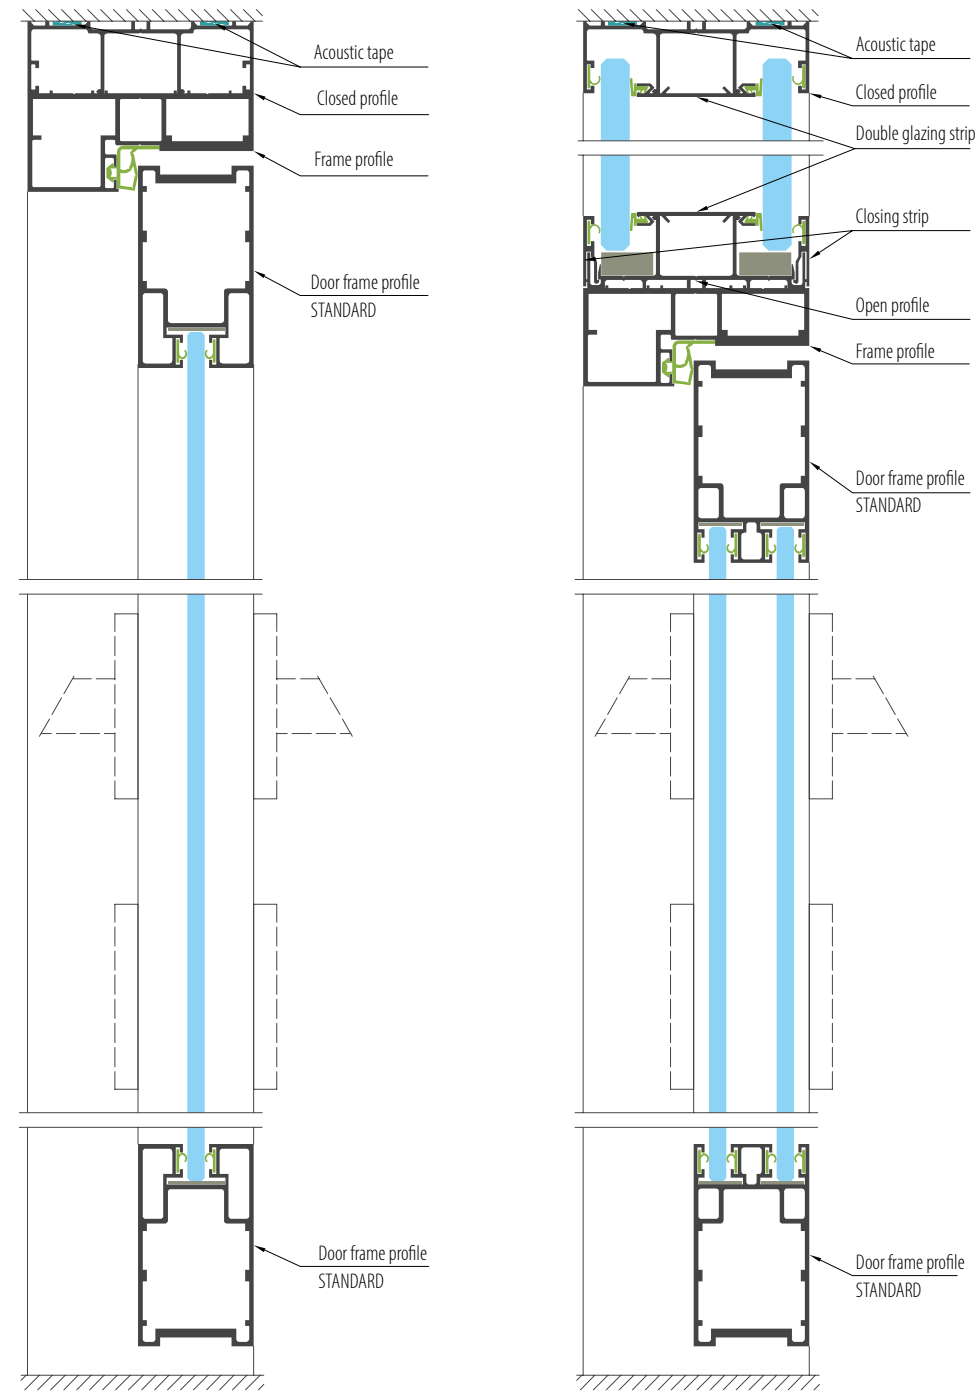 Acoustic tape
Closed profile
Frame profile
Door frame profile
STANDARD
Door frame profile
STANDARD
Acoustic tape
Closed profile
Double glazing strip
Closing strip
Open profile
Frame profile
Door frame profile
STANDARD
Door frame profile
STANDARD